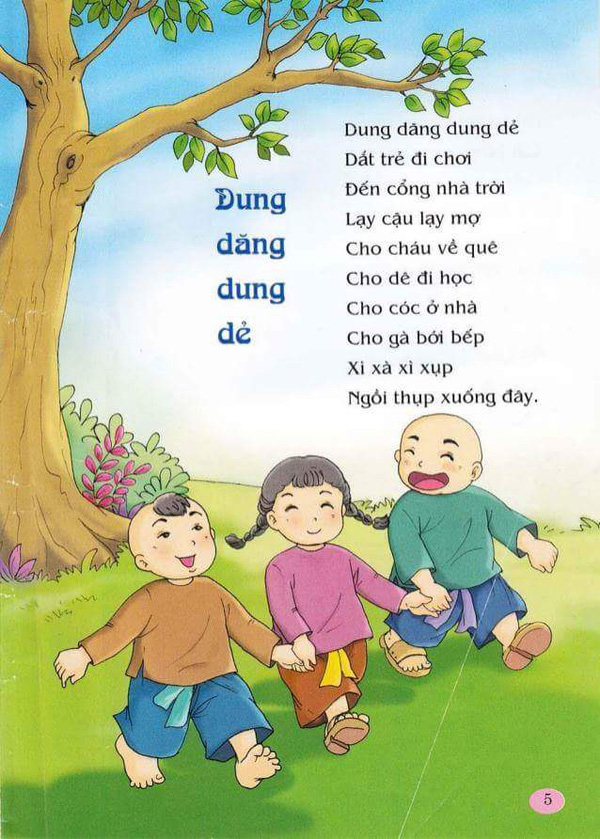 Dung
dăng
dung
dẻ
Dung dăng dung dẻ
Dắt trẻ đi chơi
Đến cổng nhà trời
Lạy cậu lạy mợ
Cho cháu về quê
Cho dê đi học
Cho cóc ở nhà
Cho gà bới bếp
Xì xà xì xụp
Ngồi thụp xuống đây.
5